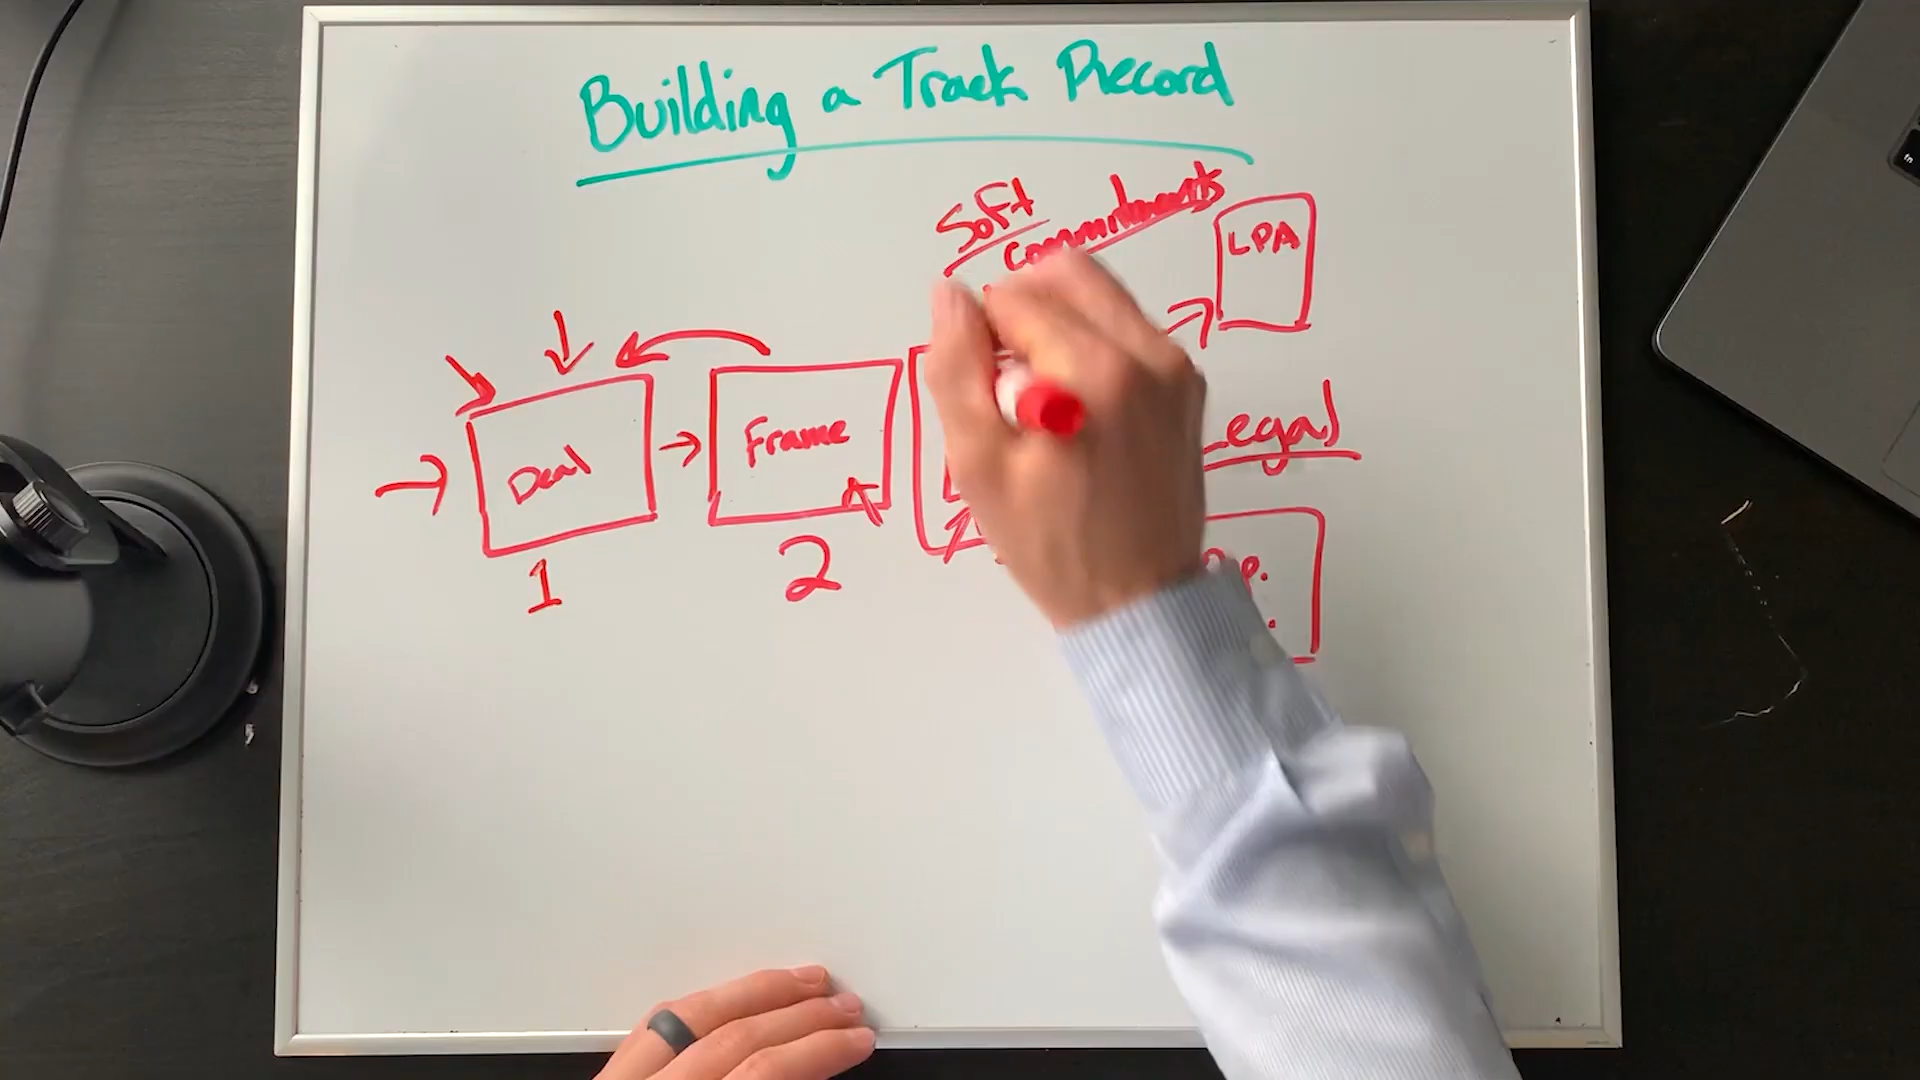 Building a Track Record
Soft
commitments
LPA
Deal
Frame
Legal
1
2